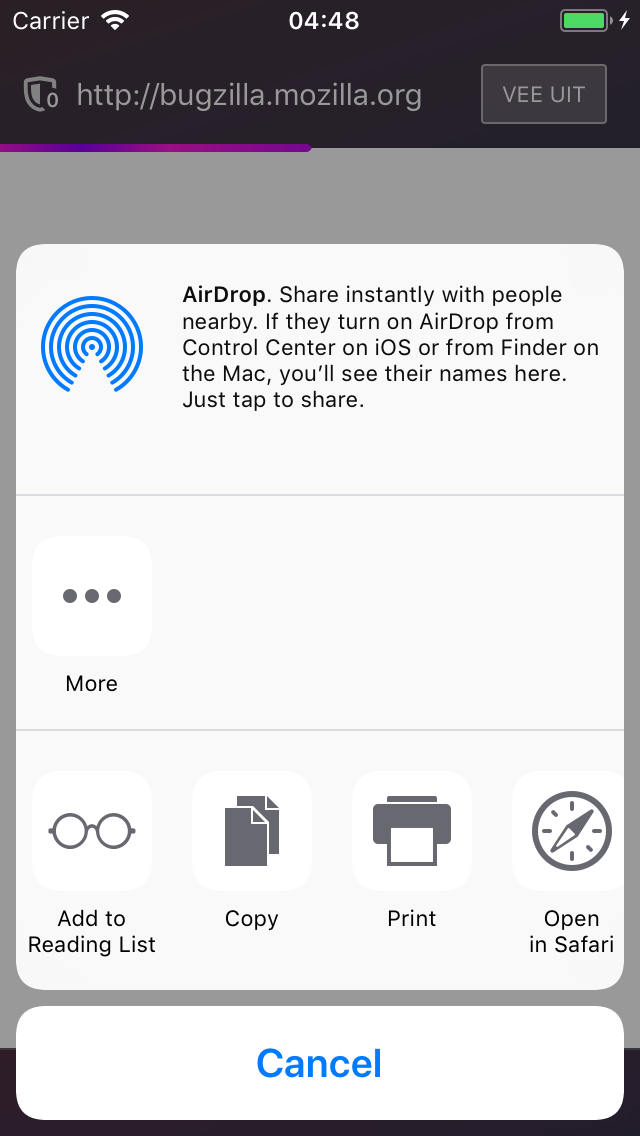 Carrier 04:48
0 http://bugzilla.mozilla.org VEE UIT
AirDrop. Share instantly with people
nearby. If they turn on AirDrop from
Control Center on iOS or from Finder on
the Mac, you’ll see their names here.
Just tap to share.
More
Add to
Reading List
Copy
Print
Open
in Safari
Cancel